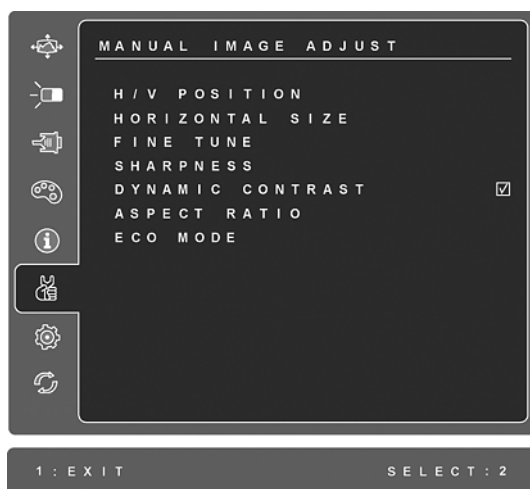 MANUAL IMAGE ADJUST
H/V POSITION
HORIZONTAL SIZE
FINE TUNE
SHARPNESS
DYNAMIC CONTRAST
ASPECT RATIO
ECO MODE
1:EXIT SELECT:2